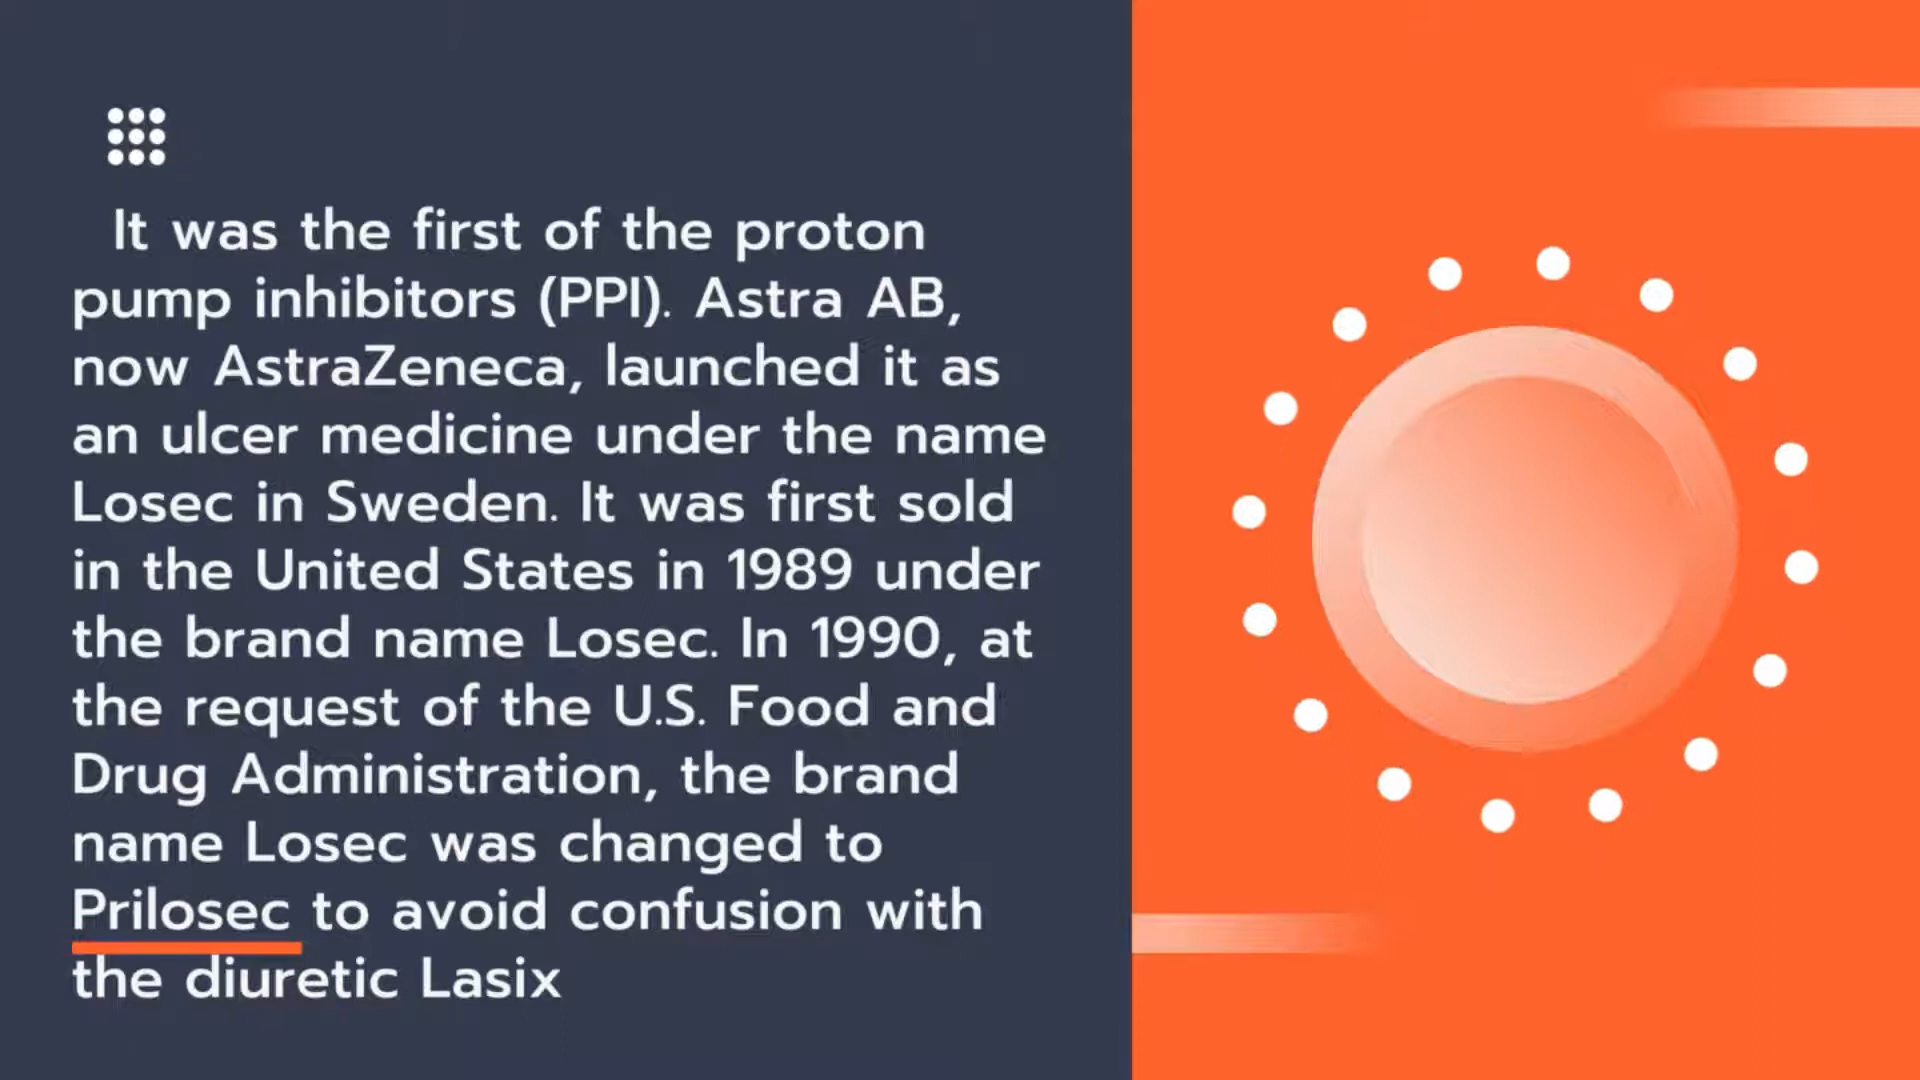 It was the first of the proton
pump inhibitors (PPI). Astra AB,
now AstraZeneca, launched it as
an ulcer medicine under the name
Losec in Sweden. It was first sold
in the United States in 1989 under
the brand name Losec. In 1990, at
the request of the U.S. Food and
Drug Administration, the brand
name Losec was changed to
Prilosec to avoid confusion with
the diuretic Lasix